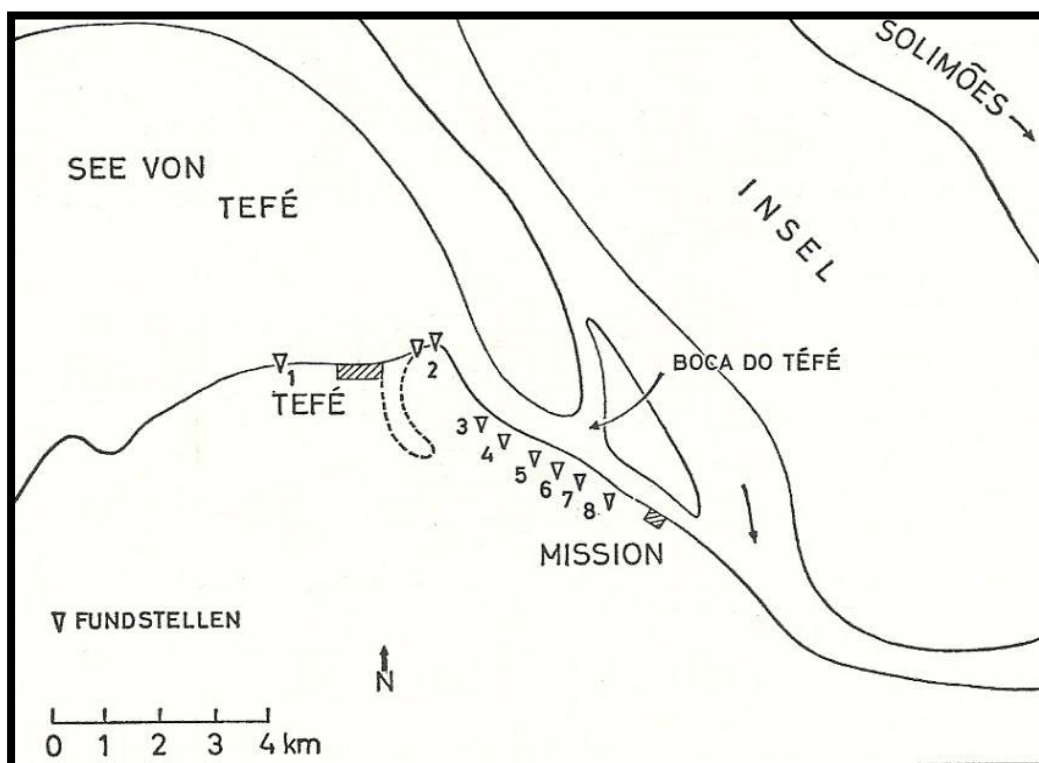 SOLIMÕES
SEE VON
TEFÉ
INSEL
BOCA DO TÉFÉ
1
2
TEFÉ
3
4
5
6
7
8
MISSION
FUNDSTELLEN
N
0 1 2 3 4 km